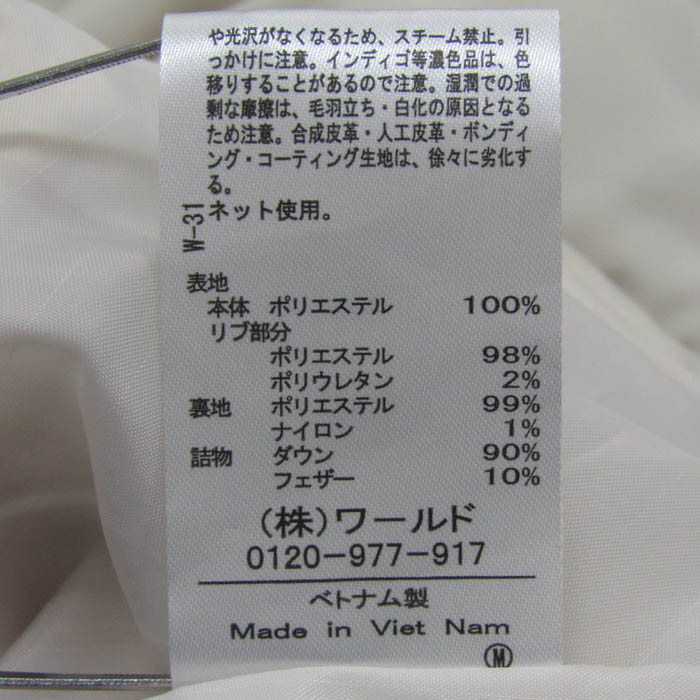 や光沢がなくなるため、スチーム禁止。引
っかけに注意。インディゴ等濃色品は、色
移りすることがあるので注意。湿潤での過
剰な摩擦は、毛羽立ち・白化の原因となる
ため注意。合成皮革・人工皮革・ボンディ
ング・コーティング生地は、徐々に劣化す
る。
ネット使用。
W-31
表地
本体 ポリエステル 100%
リブ部分
ポリエステル 98%
ポリウレタン 2%
裏地 ポリエステル 99%
ナイロン 1%
詰物 ダウン 90%
フェザー 10%
(株)ワールド
0120-977-917
ベトナム製
Made in Viet Nam
M